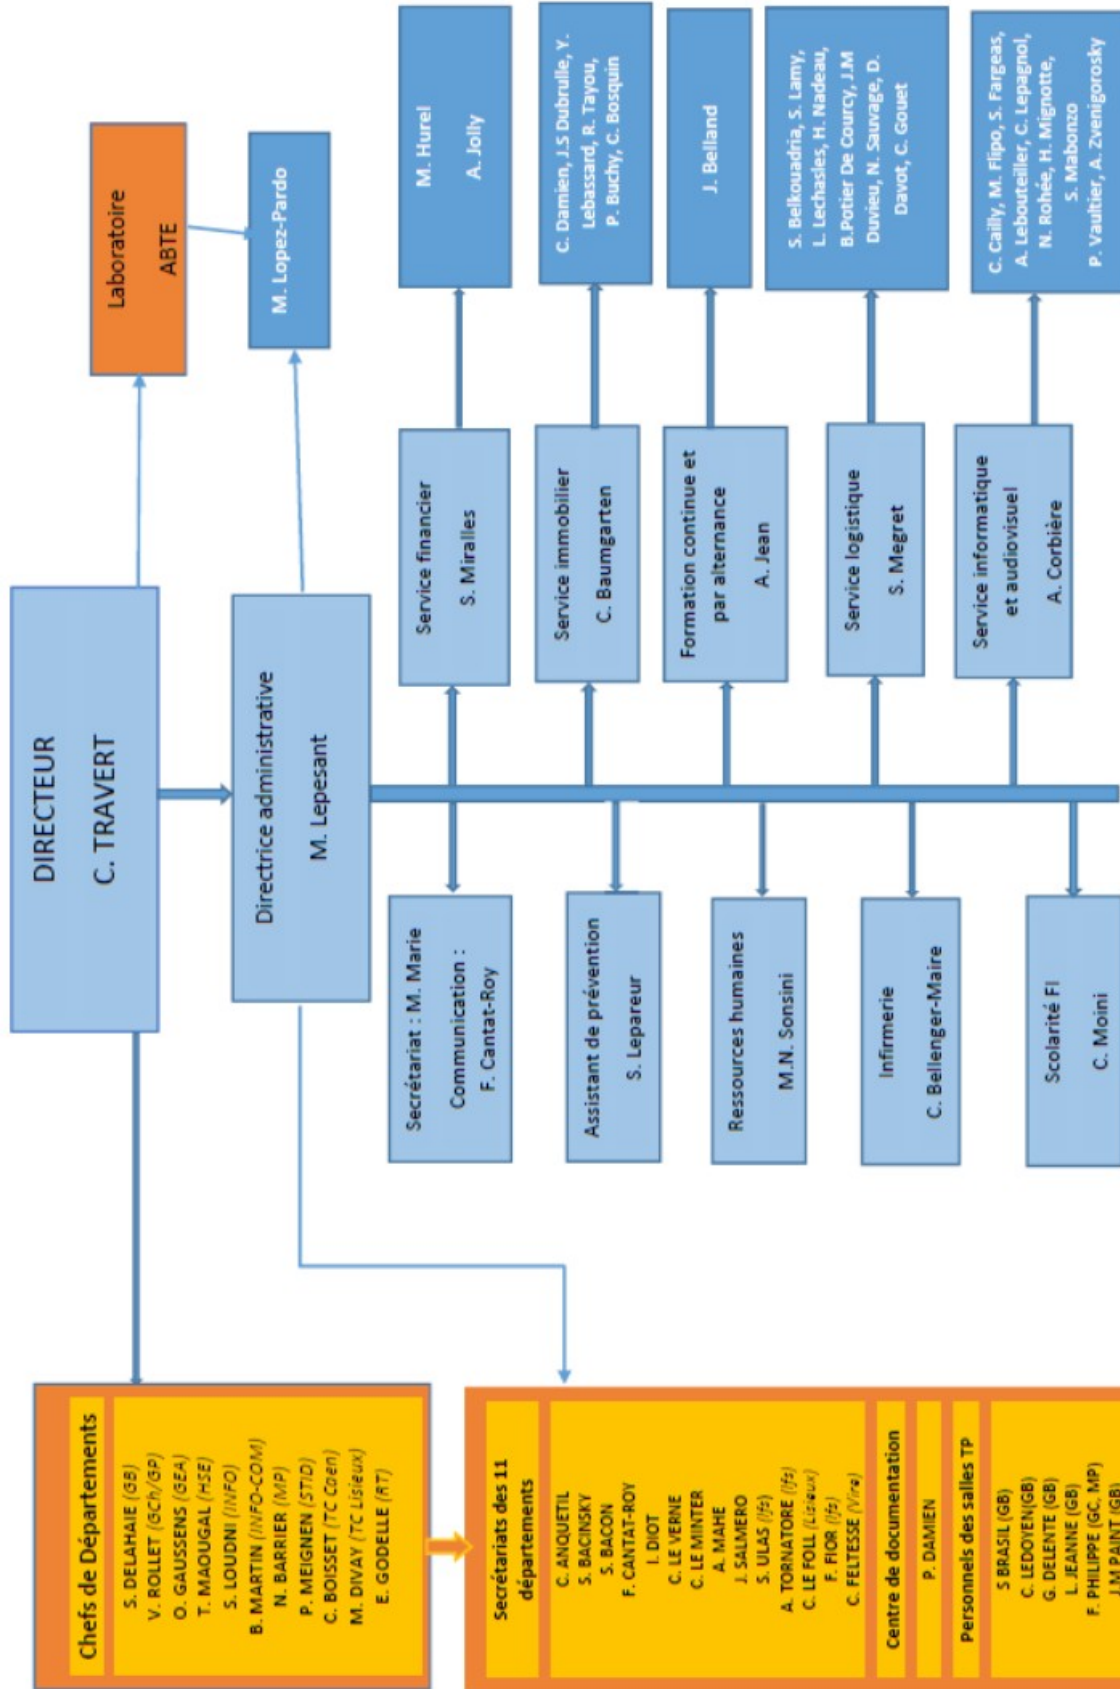 DIRECTEUR
C. TRAVERT
Laboratoire
ABTE
M. Lopez-Pardo
Directrice administrative
M. Lepesant
Chefs de Départements
S. DELAHAIE (GB)
V. ROLLET (GCh/GP)
O. GAUSSENS (GEA)
T. MAOUGAL (HSE)
S. LOUDNI (INFO)
B. MARTIN (INFO-COM)
N. BARRIER (MP)
P. MEIGNEN (STID)
C. BOISSET (TC Caen)
M. DIVAY (TC Lisieux)
E. GODELLE (RT)
Secrétariats des 11
départements
C. ANQUETIL
S. BACINSKY
S. BACON
F. CANTAT-ROY
I. DIOT
C. LE VERNE
C. LE MINTER
A. MAHE
J. SALMERO
S. ULAS (Ifs)
A. TORNATORE (Ifs)
C. LE FOLL (Lisieux)
F. FIOR (Ifs)
C. FELTESSE (Vire)
Centre de documentation
P. DAMIEN
Personnels des salles TP
S BRASIL (GB)
C. LEDOYEN(GB)
G. DELENTE (GB)
L. JEANNE (GB)
F. PHILIPPE (GC, MP)
Secrétariat : M. Marie
Communication :
F. Cantat-Roy
Assistant de prévention
S. Lepareur
Ressources humaines
M.N. Sonsini
Infirmerie
C. Bellenger-Maire
Scolarité FI
C. Moini
Service financier
S. Miralles
Service immobilier
C. Baumgarten
Formation continue et
par alternance
A. Jean
Service logistique
S. Megret
Service informatique
et audiovisuel
A. Corbière
M. Hurel
A. Jolly
C. Damien, J.S Dubrulle, Y.
Lebassard, R. Tayou,
P. Buchy, C. Bosquin
J. Belland
S. Belkouadria, S. Lamy,
L. Lechasles, H. Nadeau,
B.Potier De Courcy, J.M
Duvieu, N. Sauvage, D.
Davot, C. Gouet
C. Cailly, M. Flipo, S. Fargeas,
A. Lebouteiller, C. Lepagnol,
N. Rohée, H. Mignotte,
S. Mabonzo
P. Vaultier, A. Zvenigorosky